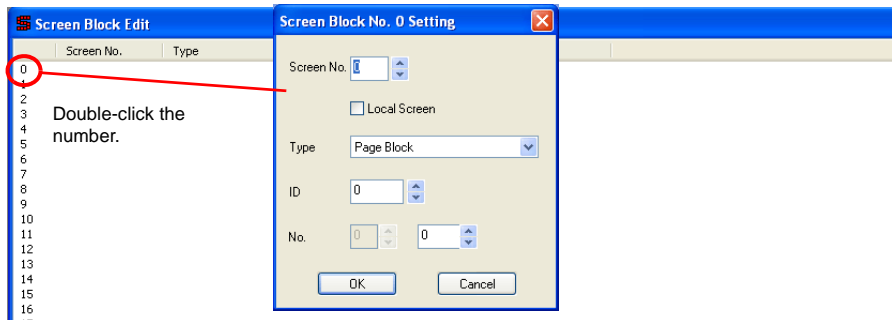 Screen Block Edit
Screen No. Type
0
1
2
3
4
5
6
7
8
9
10
11
12
13
14
15
16
Double-click the
number.
Screen Block No. 0 Setting
Screen No. 0
Local Screen
Type Page Block
ID 0
No. 0 0
OK Cancel